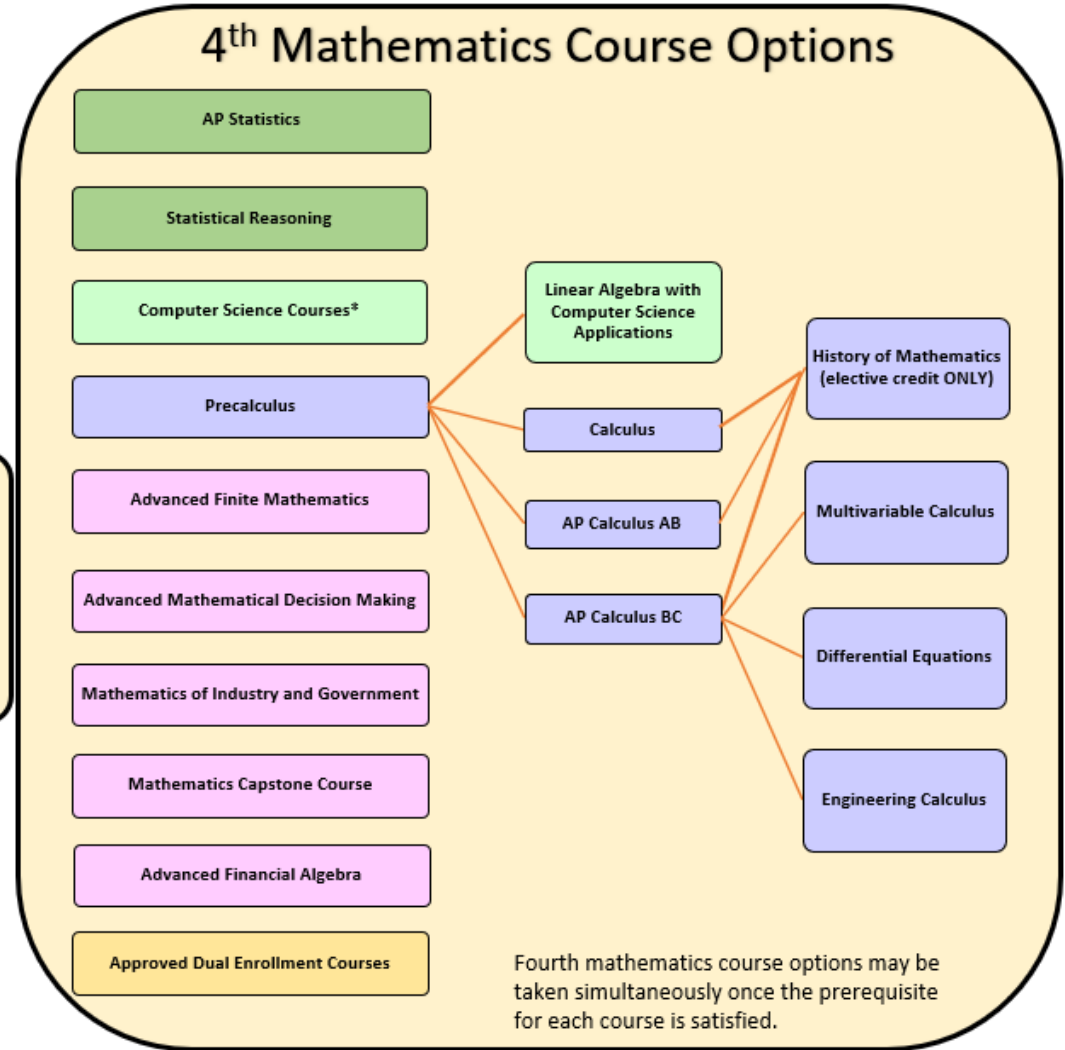 4th Mathematics Course Options
AP Statistics
Statistical Reasoning
Computer Science Courses*
Precalculus
Advanced Finite Mathematics
Advanced Mathematical Decision Making
Mathematics of Industry and Government
Mathematics Capstone Course
Advanced Financial Algebra
Approved Dual Enrollment Courses
Linear Algebra with
Computer Science
Applications
Calculus
AP Calculus AB
AP Calculus BC
History of Mathematics
(elective credit ONLY)
Multivariable Calculus
Differential Equations
Engineering Calculus
Fourth mathematics course options may be
taken simultaneously once the prerequisite
for each course is satisfied.